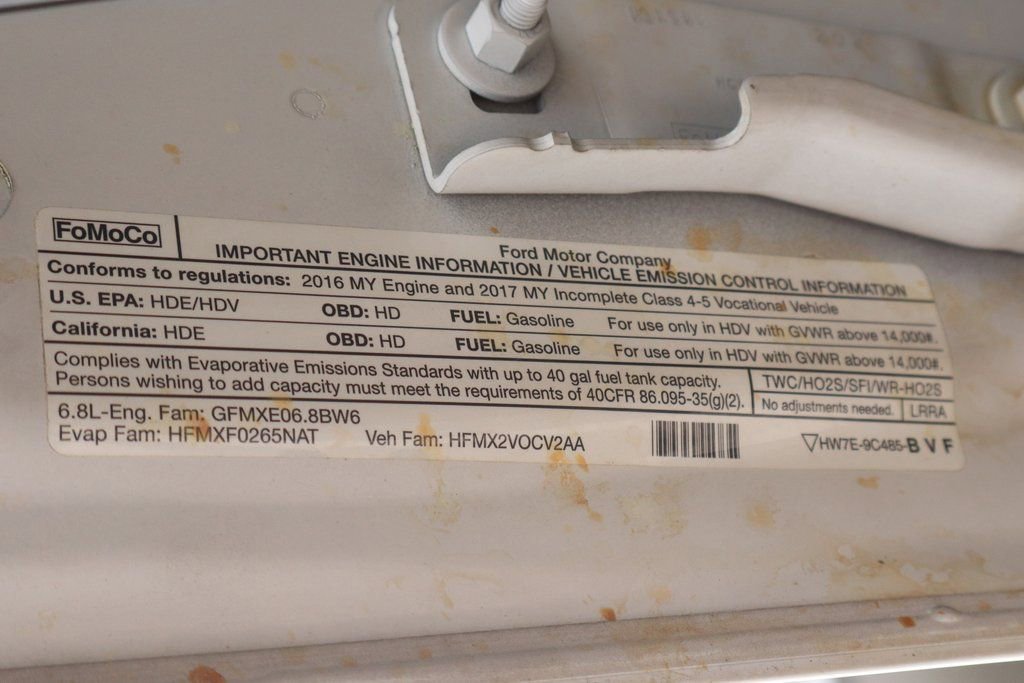 FoMoCo
Ford Motor Company
IMPORTANT ENGINE INFORMATION / VEHICLE EMISSION CONTROL INFORMATION
Conforms to regulations: 2016 MY Engine and 2017 MY Incomplete Class 4-5 Vocational Vehicle
U.S. EPA: HDE/HDV OBD: HD FUEL: Gasoline For use only in HDV with GVWR above 14,000#.
California: HDE OBD: HD FUEL: Gasoline For use only in HDV with GVWR above 14,000#.
Complies with Evaporative Emissions Standards with up to 40 gal fuel tank capacity.
Persons wishing to add capacity must meet the requirements of 40CFR 86.095-35(g)(2).
TWC/HO2S/SFI/WR-HO2S
No adjustments needed. LRRA
6.8L-Eng. Fam: GFMXE06.8BW6
Evap Fam: HFMXF0265NAT Veh Fam: HFMX2VOCV2AA
HW7E-9C485-B V F